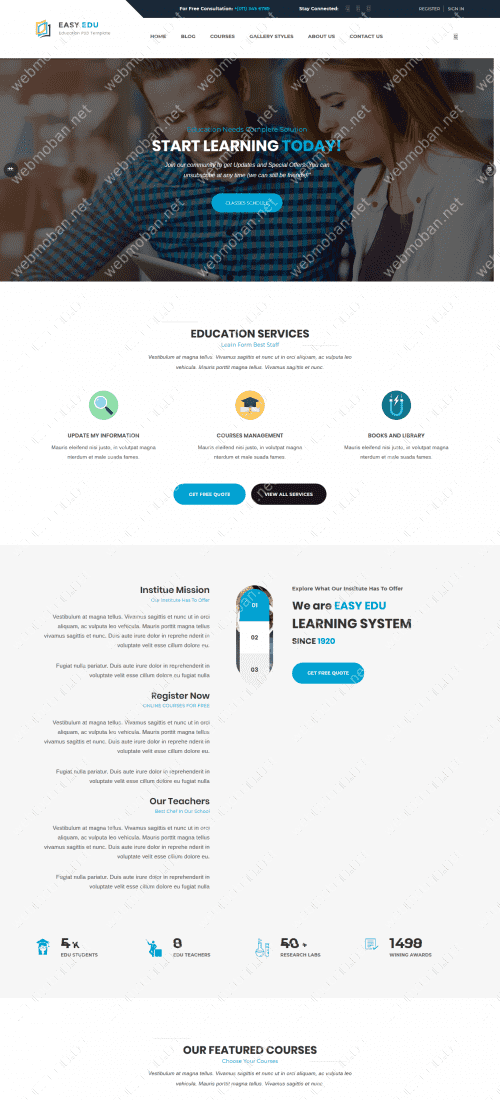 For Free Consultation:
Stay Connected:
REGISTER
SIGN IN
EASY EDU
Education PSD Template
HOME
BLOG
COURSES
GALLERY STYLES
ABOUT US
CONTACT US
Education Needs Complete Solution
START LEARNING TODAY!
Join our community to get Updates and Special Offers. You can
unsubscribe at any time (we can still be friends)"
CLASSES SCHEDULE
EDUCATION SERVICES
Learn Form Best Staff
Vestibulum at magna tellus. Vivamus sagittis et nunc ut in orci aliquam, ac vulputa leo
vehicula. Mauris porttit magna tellus. Vivamus sagittis et nunc.
UPDATE MY INFORMATION
Mauris eleifend nisi justo, in volutpat magna
nterdum et male suada fames
COURSES MANAGEMENT
Mauris eleifend nisi justo, in volutpat magna
nterdum et male suada fames.
BOOKS AND LIBRARY
Mauris eleifend nisi justo, in volutpat magna
nterdum et male suada fames.
GET FREE QUOTE
VIEW ALL SERVICES
Institue Mission
Our Institute Has To Offer
Vestibulum at magna tellus. Vivamus sagittis et nunc ut in orci
aliquam, ac vulputa leo vehicula. Mauris porttit magna tellus.
vivamus sagittis et nunc. Duis aute irure dolor in reprehe nderit in
voluptate velit esse cillum dolore eu.
Fugiat nulla pariatur. Duis aute irure dolor in reprehenderit in
voluptate velit esse cillum dolore eu fugiat nulla
Register Now
ONLINE COURSES FOR FREE
Vestibulum at magna tellus. Vivamus sagittis et nunc ut in orci
aliquam, ac vulputa leo vehicula. Mauris porttit magna tellus.
vivamus sagittis et nunc. Duis aute irure dolor in reprehe nderit in
voluptate velit esse cillum dolore eu.
Fugiat nulla pariatur. Duis aute irure dolor in reprehenderit in
voluptate velit esse cillum dolore eu fugiat nulla
Our Teachers
Best Chef In Our School
Vestibulum at magna tellus. Vivamus sagittis et nunc ut in orci
aliquam, ac vulputa leo vehicula. Mauris porttit magna tellus.
vivamus sagittis et nunc. Duis aute irure dolor in reprehe nderit in
voluptate velit esse cillum dolore eu.
Fugiat nulla pariatur. Duis aute irure dolor in reprehenderit in
voluptate velit esse cillum dolore eu fugiat nulla
01
02
03
Explore What Our Institute Has To Offer
We are EASY EDU
LEARNING SYSTEM
SINCE 1920
GET FREE QUOTE
EDU STUDENTS
EDU TEACHERS
RESEARCH LABS
1498
WINING AWARDS
OUR FEATURED COURSES
Choose Your Courses
Vestibulum at magna tellus. Vivamus sagittis et nunc ut in orci aliquam, ac vulputa leo
vehicula. Mauris porttit magna tellus. Vivamus sagittis et nunc.
webmoban.net